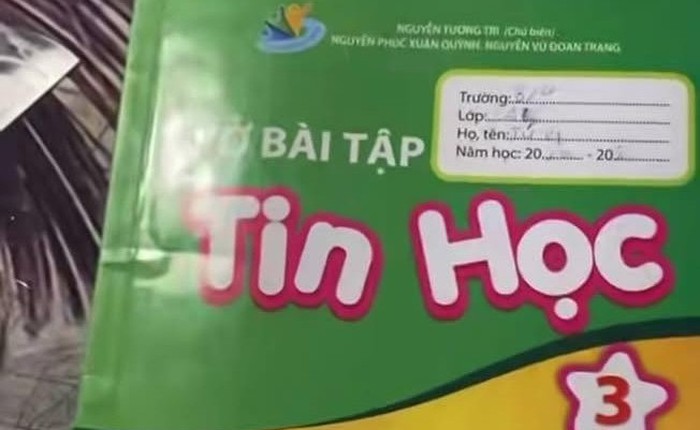 NGUYỄN TƯƠNG TRI (Chủ biên)
NGUYỄN PHÚC XUÂN QUỲNH, NGUYỄN VŨ ĐOAN TRANG
Trường:
Lớp:
Họ, tên:
Năm học: 20 - 20
VỞ BÀI TẬP
Tin Học
3